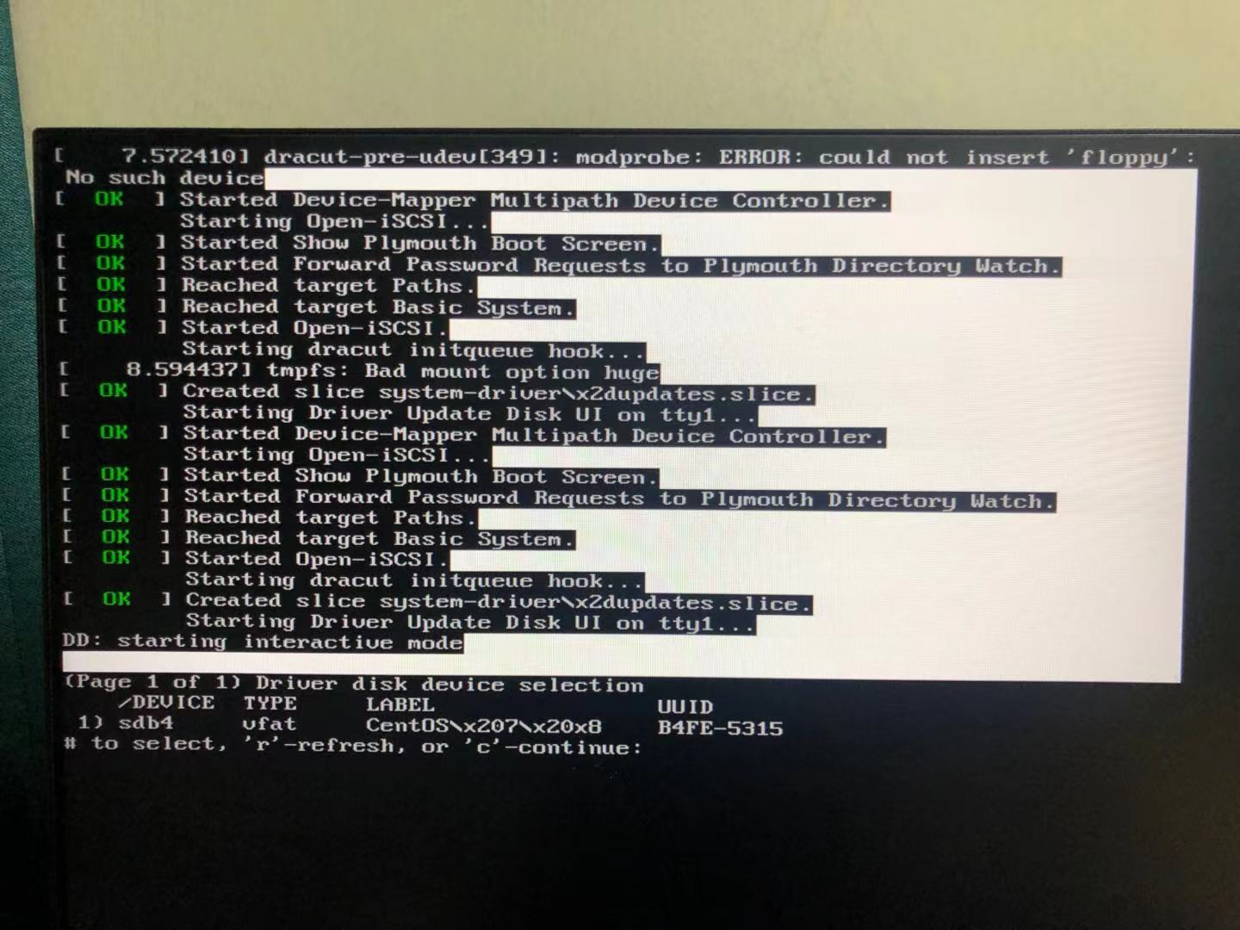 [    7.572410] dracut-pre-udev[349]: modprobe: ERROR: could not insert 'floppy':
No such device
[  OK  ] Started Device-Mapper Multipath Device Controller.
Starting Open-iSCSI...
[  OK  ] Started Show Plymouth Boot Screen.
[  OK  ] Started Forward Password Requests to Plymouth Directory Watch.
[  OK  ] Reached target Paths.
[  OK  ] Reached target Basic System.
[  OK  ] Started Open-iSCSI.
Starting dracut initqueue hook...
[    8.594437] tmpfs: Bad mount option huge
[  OK  ] Created slice system-driver\x2dupdates.slice.
Starting Driver Update Disk UI on tty1...
[  OK  ] Started Device-Mapper Multipath Device Controller.
Starting Open-iSCSI...
[  OK  ] Started Show Plymouth Boot Screen.
[  OK  ] Started Forward Password Requests to Plymouth Directory Watch.
[  OK  ] Reached target Paths.
[  OK  ] Reached target Basic System.
[  OK  ] Started Open-iSCSI.
Starting dracut initqueue hook...
[  OK  ] Created slice system-driver\x2dupdates.slice.
Starting Driver Update Disk UI on tty1...
DD: starting interactive mode
(Page 1 of 1) Driver disk device selection
/DEVICE TYPE LABEL UUID
1) sdb4 vfat CentOS\x207\x20x8 B4FE-5315
# to select, 'r'-refresh, or 'c'-continue: